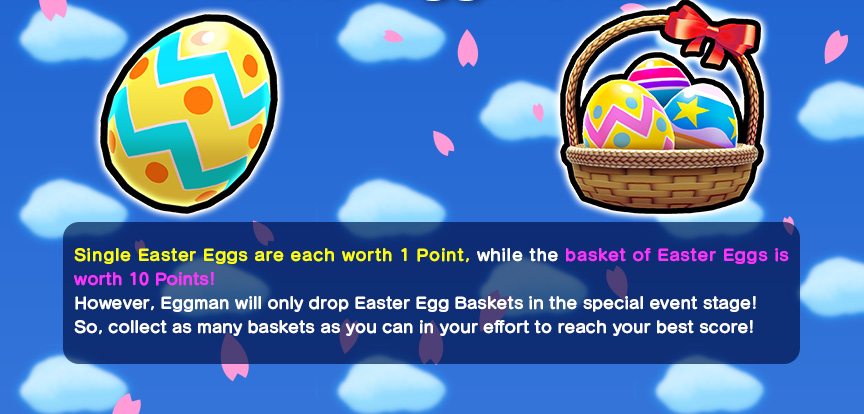 Single Easter Eggs are each worth 1 Point, while the basket of Easter Eggs is
worth 10 Points!
However, Eggman will only drop Easter Egg Baskets in the special event stage!
So, collect as many baskets as you can in your effort to reach your best score!